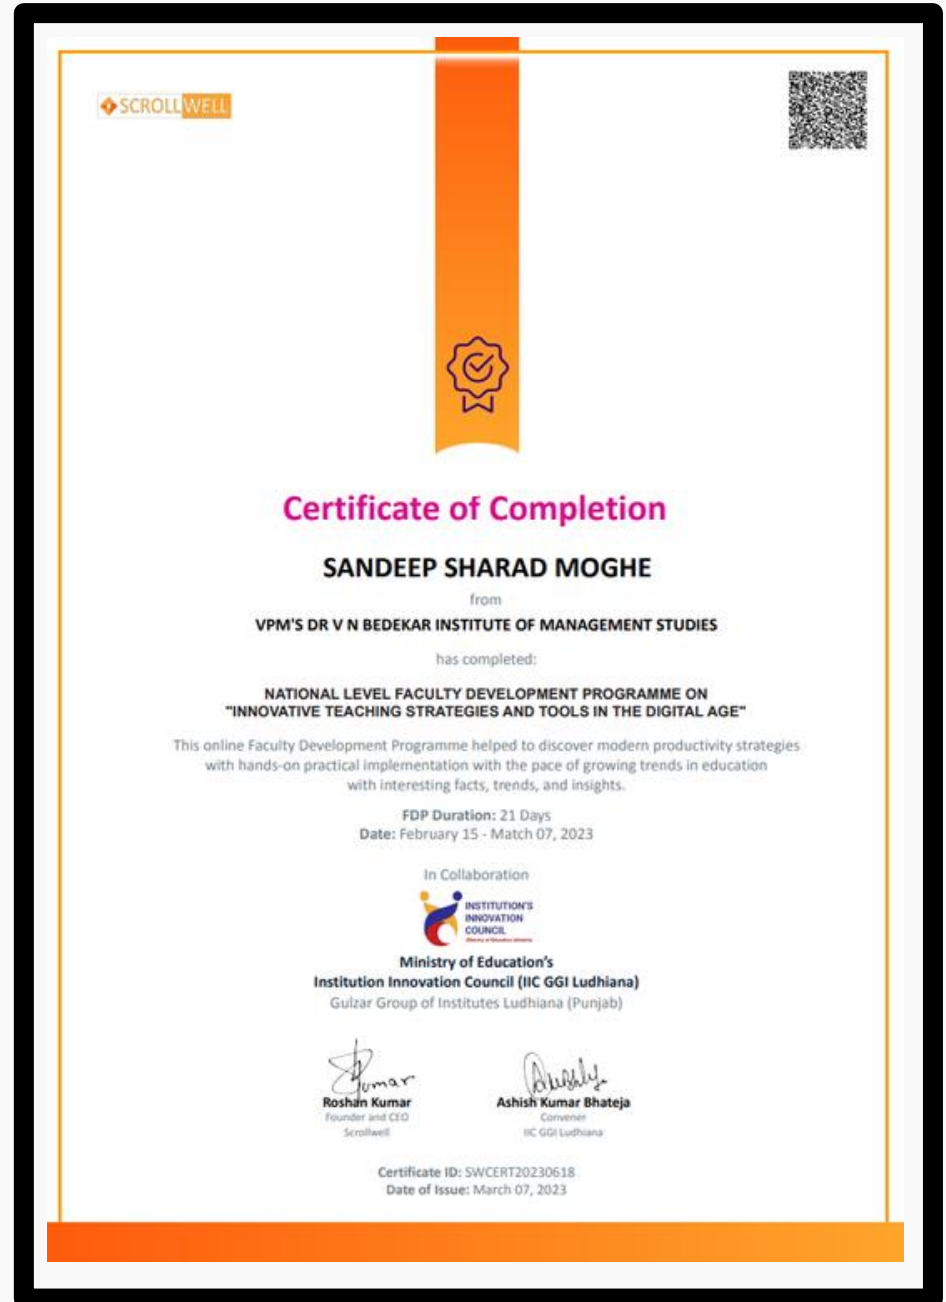 SCROLLWELL
Certificate of Completion
SANDEEP SHARAD MOGHE
from
VPM'S DR V N BEDEKAR INSTITUTE OF MANAGEMENT STUDIES
has completed:
NATIONAL LEVEL FACULTY DEVELOPMENT PROGRAMME ON
"INNOVATIVE TEACHING STRATEGIES AND TOOLS IN THE DIGITAL AGE"
This online Faculty Development Programme helped to discover modern productivity strategies
with hands-on practical implementation with the pace of growing trends in education
with interesting facts, trends, and insights.
FDP Duration: 21 Days
Date: February 15 - Match 07, 2023
In Collaboration
INSTITUTION'S
INNOVATION
COUNCIL
(Ministry of Education Initiative)
Ministry of Education's
Institution Innovation Council (IIC GGI Ludhiana)
Gulzar Group of Institutes Ludhiana (Punjab)
Kumar
Roshan Kumar
Founder and CEO
Scrollwell
Ashish Kumar Bhateja
Convener
IIC GGI Ludhiana
Certificate ID: SWCERT20230618
Date of Issue: March 07, 2023